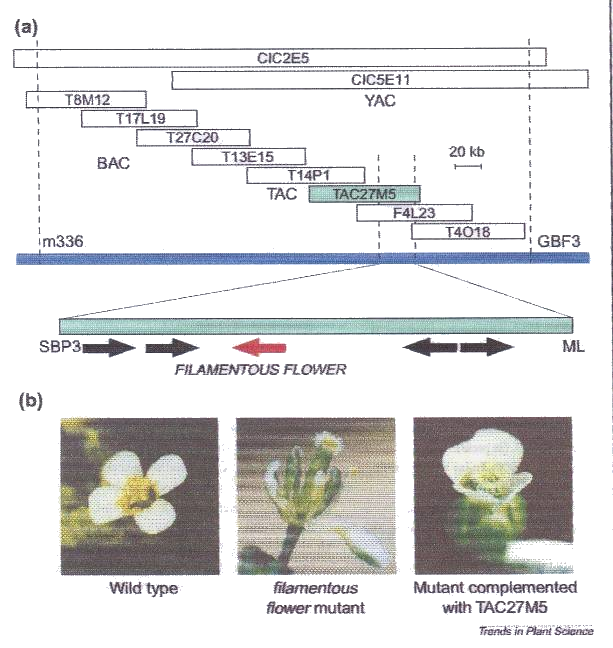 (a)
CIC2E5
CIC5E11
T8M12
YAC
T17L19
T27C20
BAC
T13E15
20 kb
T14P1
TAC
TAC27M5
F4L23
T4O18
m336
GBF3
SBP3
ML
FILAMENTOUS FLOWER
(b)
Wild type
filamentous
flower mutant
Mutant complemented
with TAC27M5
Trends in Plant Science